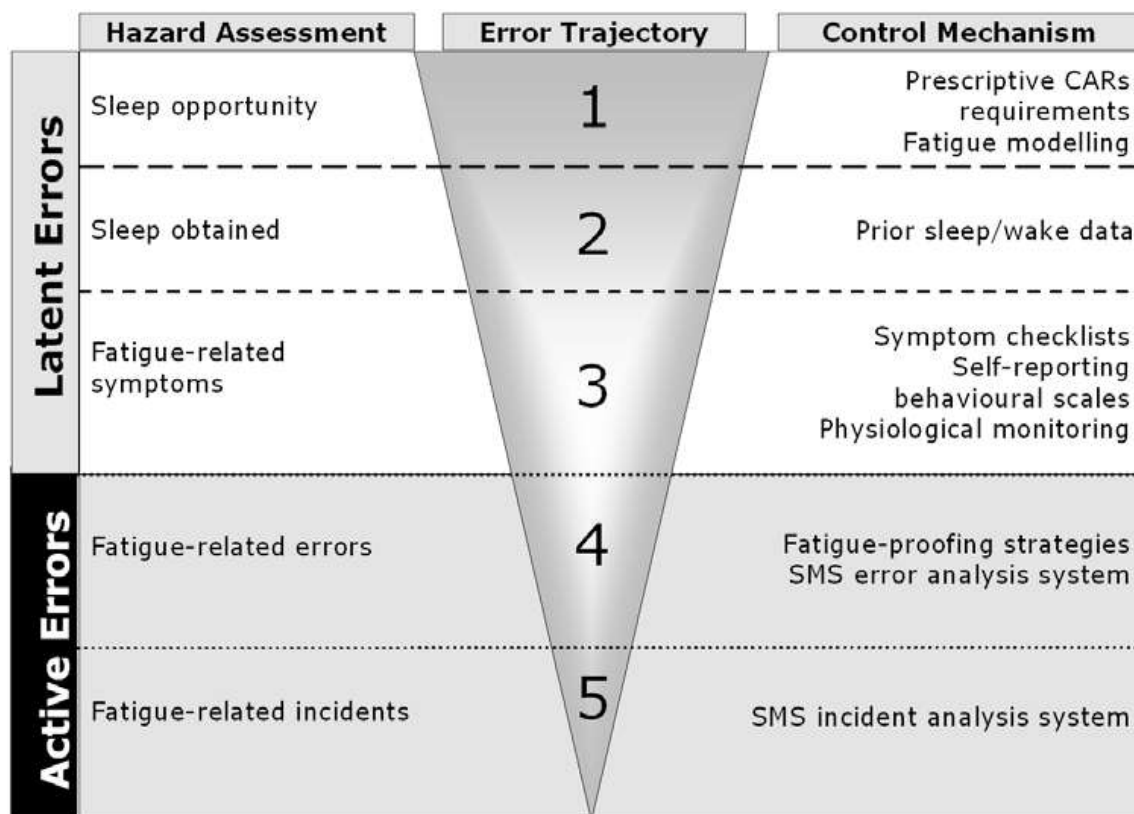 Hazard Assessment
Error Trajectory
Control Mechanism
Latent Errors
Sleep opportunity
1
Prescriptive CARs
requirements
Fatigue modelling
Sleep obtained
2
Prior sleep/wake data
Fatigue-related
symptoms
3
Symptom checklists
Self-reporting
behavioural scales
Physiological monitoring
Active Errors
Fatigue-related errors
4
Fatigue-proofing strategies
SMS error analysis system
Fatigue-related incidents
5
SMS incident analysis system